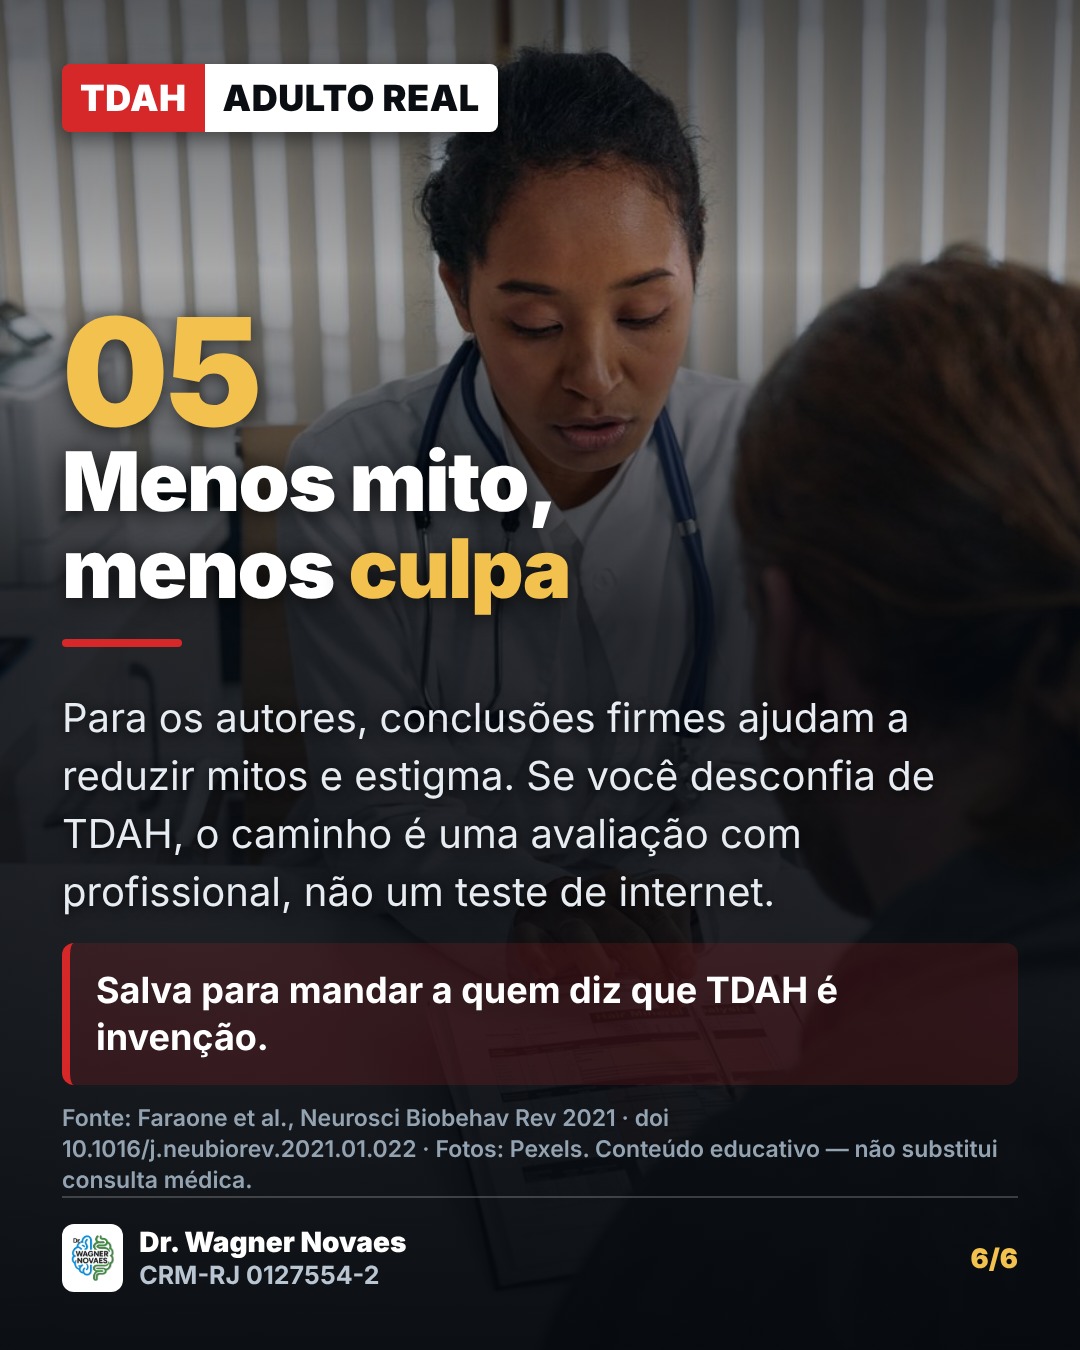 TDAH ADULTO REAL
05
Menos mito,
menos culpa
Para os autores, conclusões firmes ajudam a
reduzir mitos e estigma. Se você desconfia de
TDAH, o caminho é uma avaliação com
profissional, não um teste de internet.
Salva para mandar a quem diz que TDAH é
invenção.
Fonte: Faraone et al., Neurosci Biobehav Rev 2021 · doi
10.1016/j.neubiorev.2021.01.022 · Fotos: Pexels. Conteúdo educativo — não substitui
consulta médica.
Dr.
WAGNER
NOVAES
Dr. Wagner Novaes
CRM-RJ 0127554-2
6/6